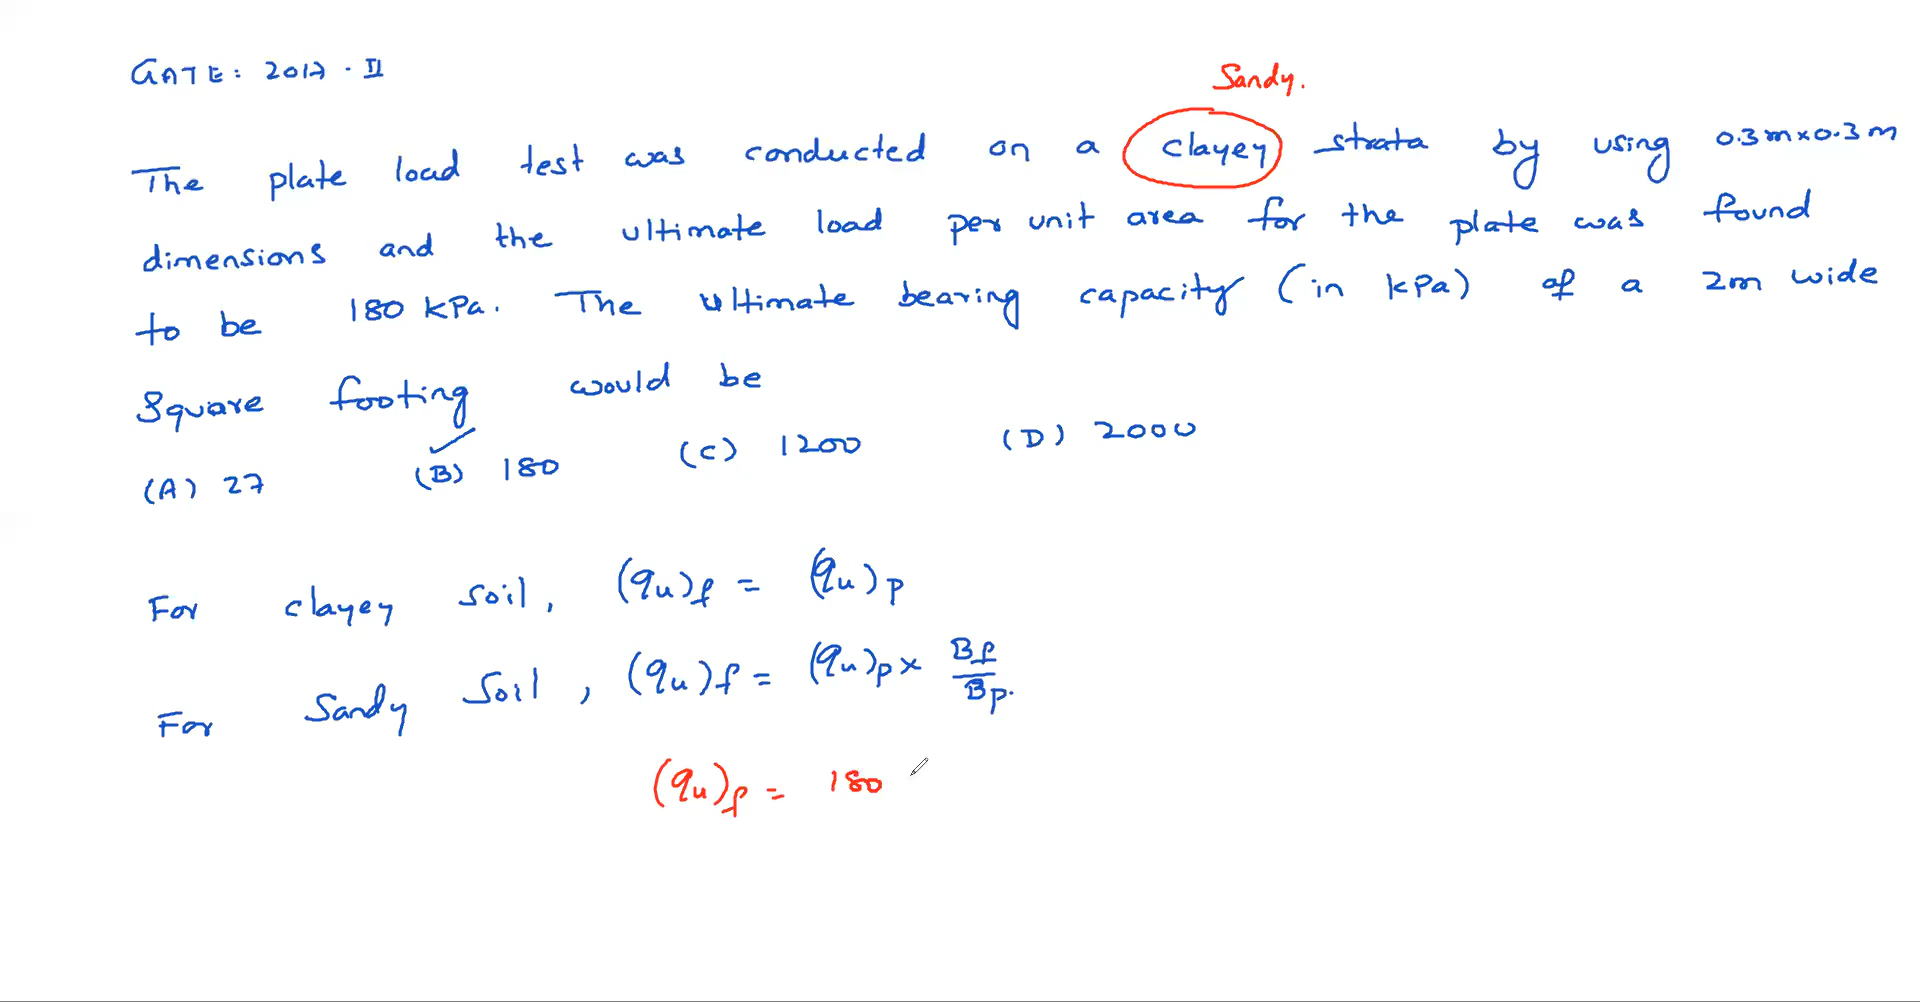 GATE: 2017 - II
Sandy.
The plate load test was conducted on a clayey strata by using 0.3m×0.3m
dimensions and the ultimate load per unit area for the plate was found
to be 180 kPa. The ultimate bearing capacity (in kPa) of a 2m wide
Square footing would be
(A) 27 (B) 180 (C) 1200 (D) 2000
For clayey soil, (qu)f = (qu)p
For Sandy Soil, (qu)f = (qu)p × Bf/Bp.
(qu)f = 180